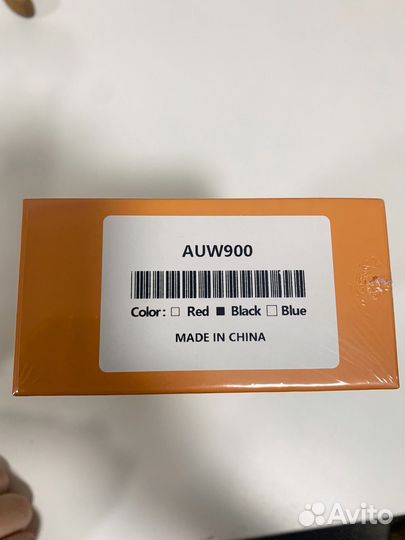 AUW900
Color: □ Red ■ Black □ Blue
MADE IN CHINA
Avito